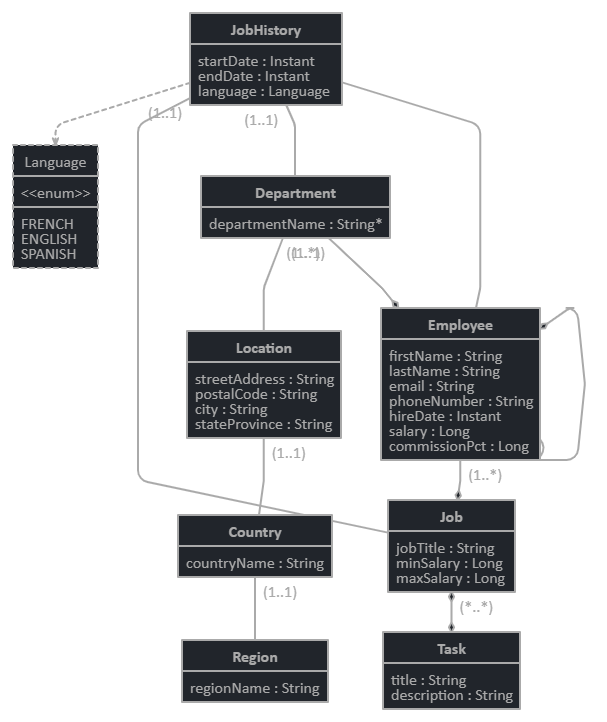 JobHistory
startDate : Instant
endDate : Instant
language : Language
(1..1)
(1..1)
Language
<<enum>>
FRENCH
ENGLISH
SPANISH
Department
departmentName : String*
(1..*)
(1..1)
Location
streetAddress : String
postalCode : String
city : String
stateProvince : String
Employee
firstName : String
lastName : String
email : String
phoneNumber : String
hireDate : Instant
salary : Long
commissionPct : Long
(1..1)
(1..*)
Country
countryName : String
Job
jobTitle : String
minSalary : Long
maxSalary : Long
(1..1)
(*..*)
Region
regionName : String
Task
title : String
description : String